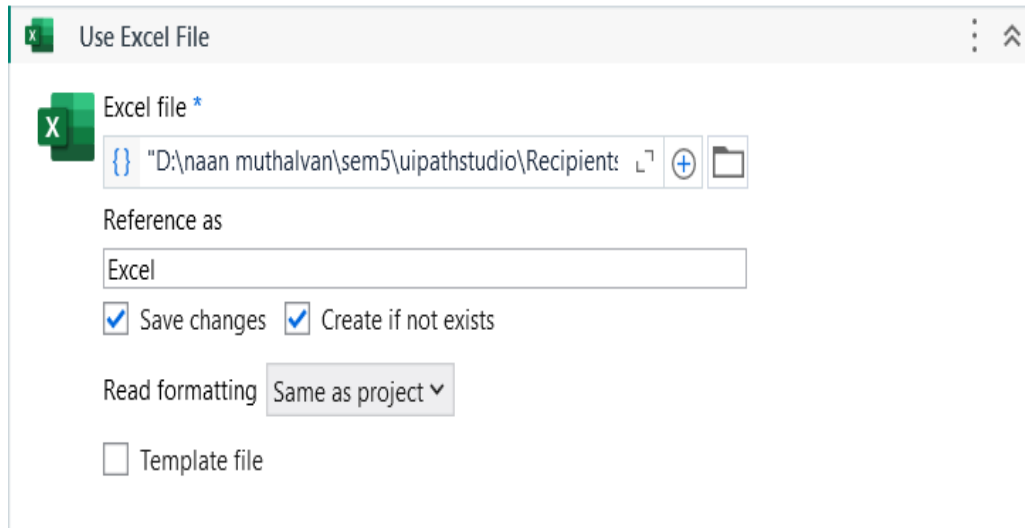 Use Excel File
Excel file *
{} "D:\naan muthalvan\sem5\uipathstudio\Recipients
Reference as
Excel
Save changes Create if not exists
Read formatting Same as project
Template file